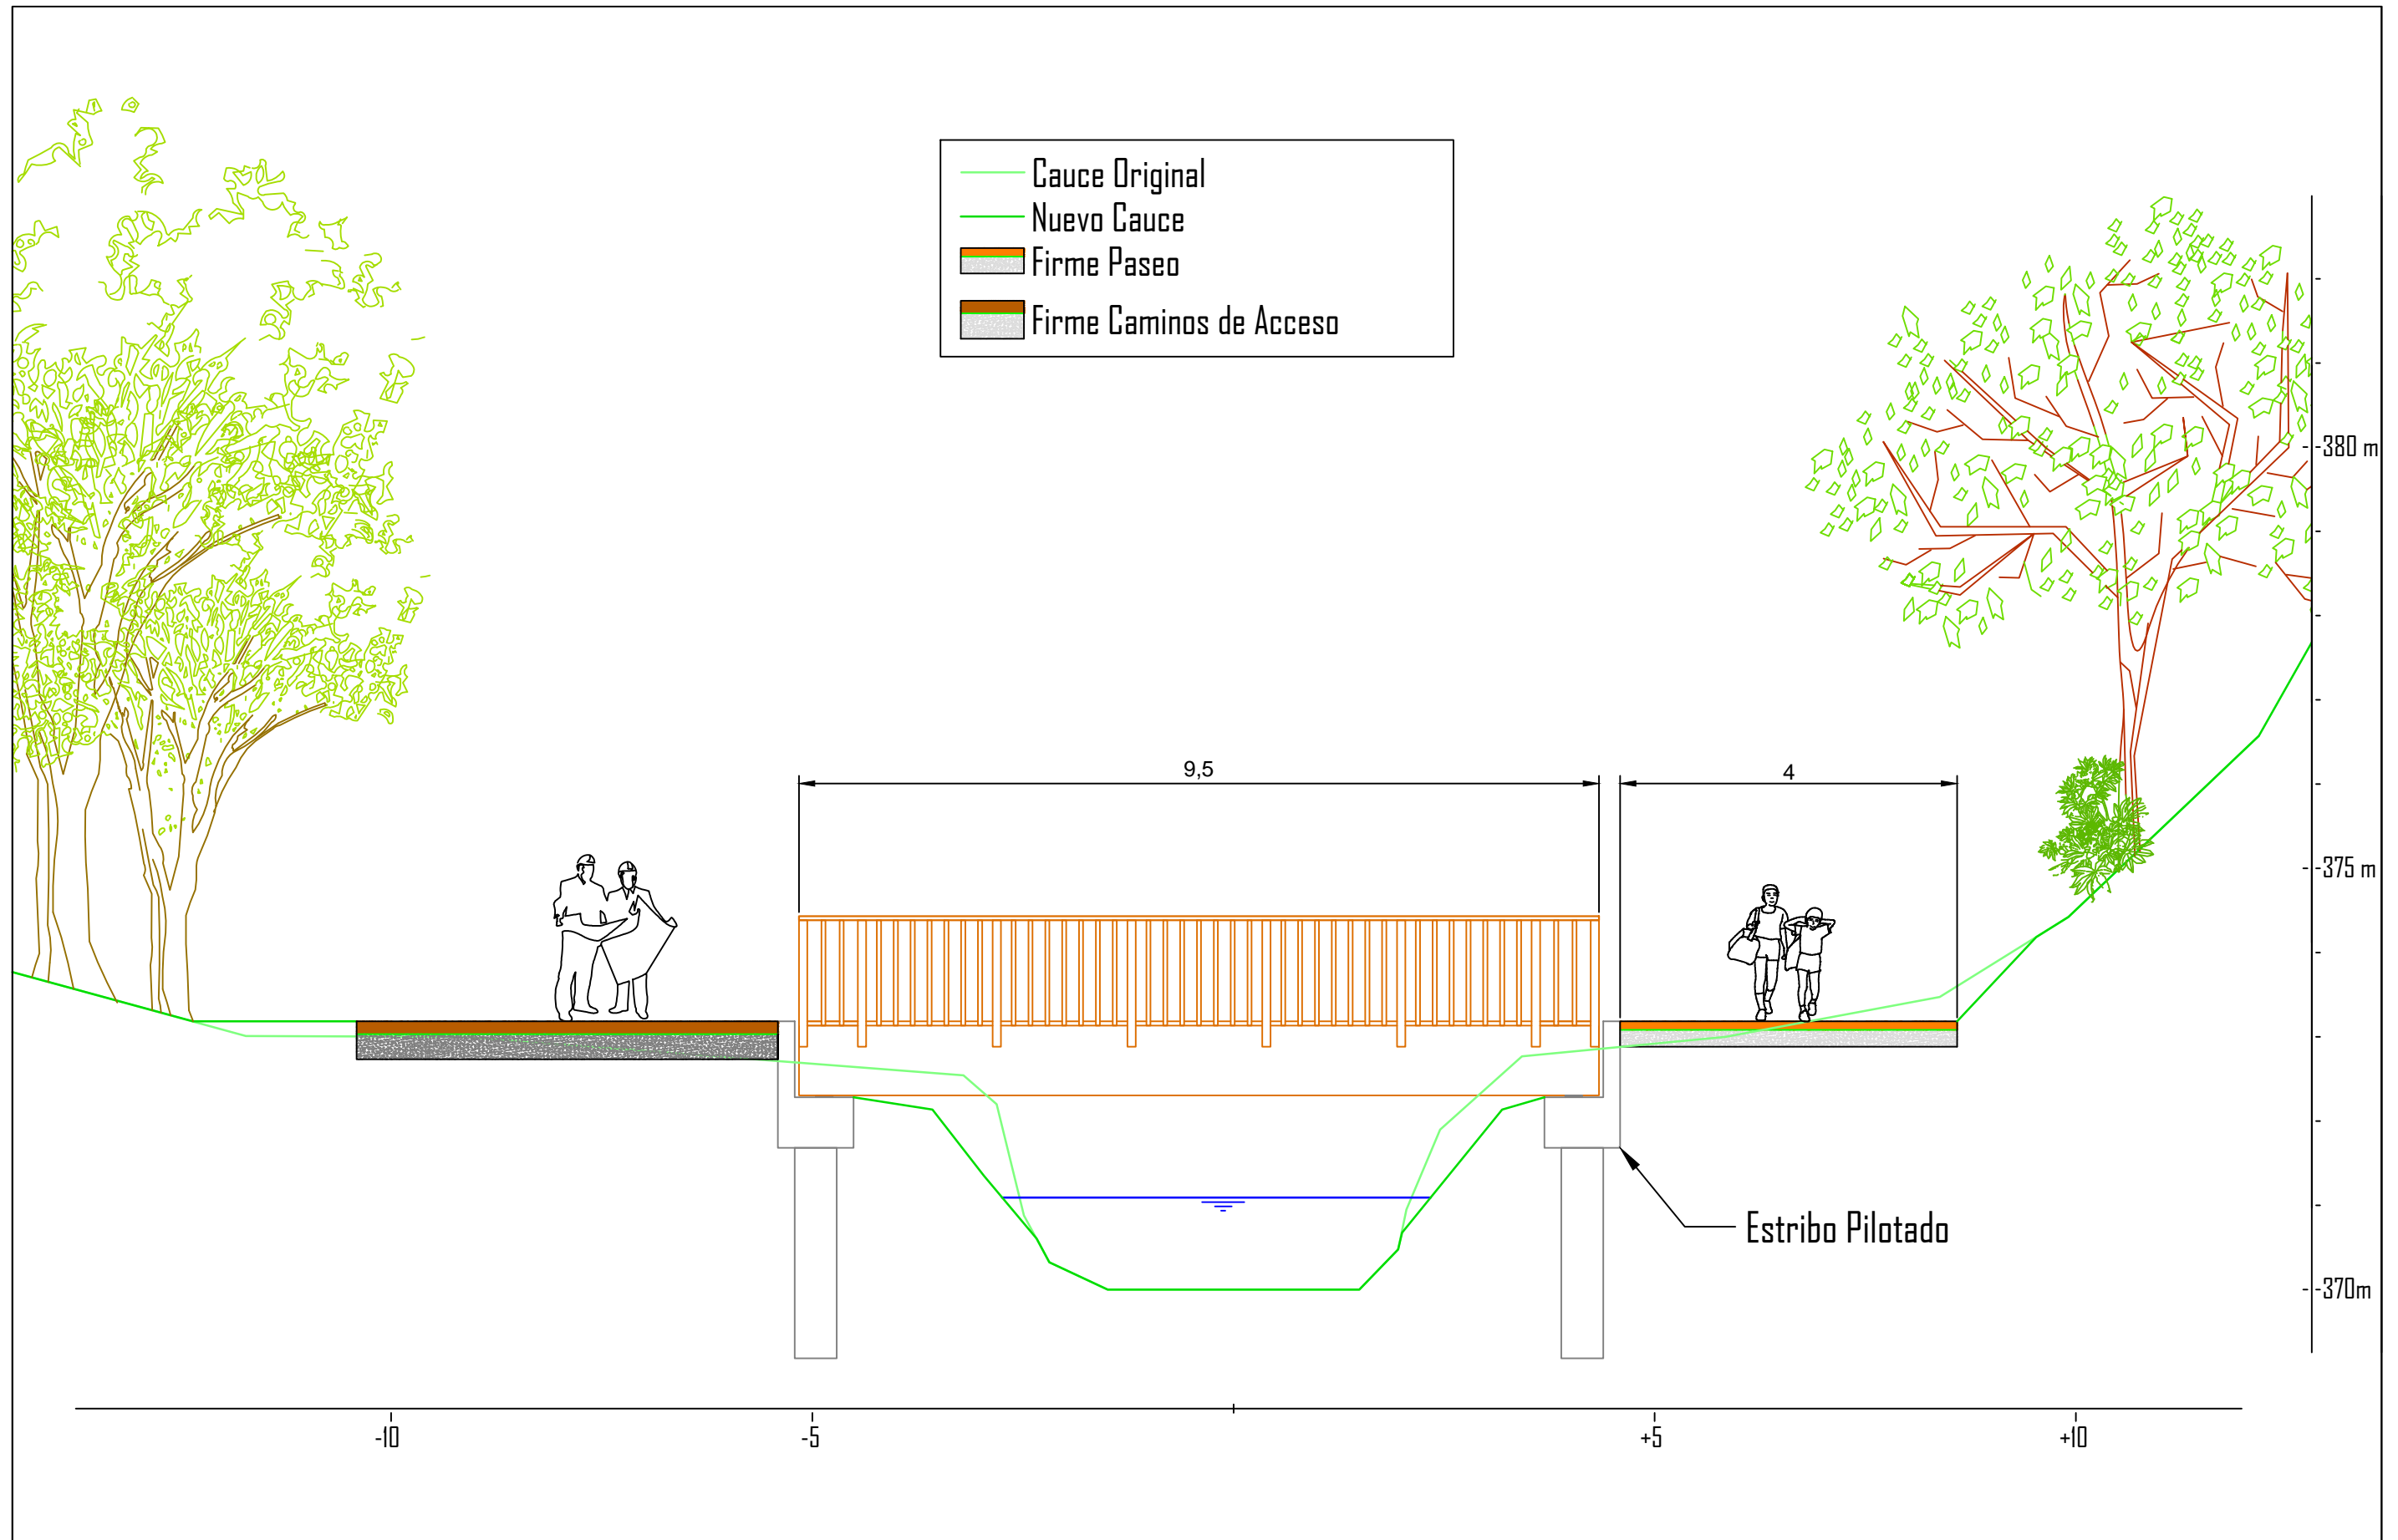 Cauce Original
Nuevo Cauce
Firme Paseo
Firme Caminos de Acceso
380 m
9,5
4
375 m
Estribo Pilotado
370m
-10
-5
+5
+10